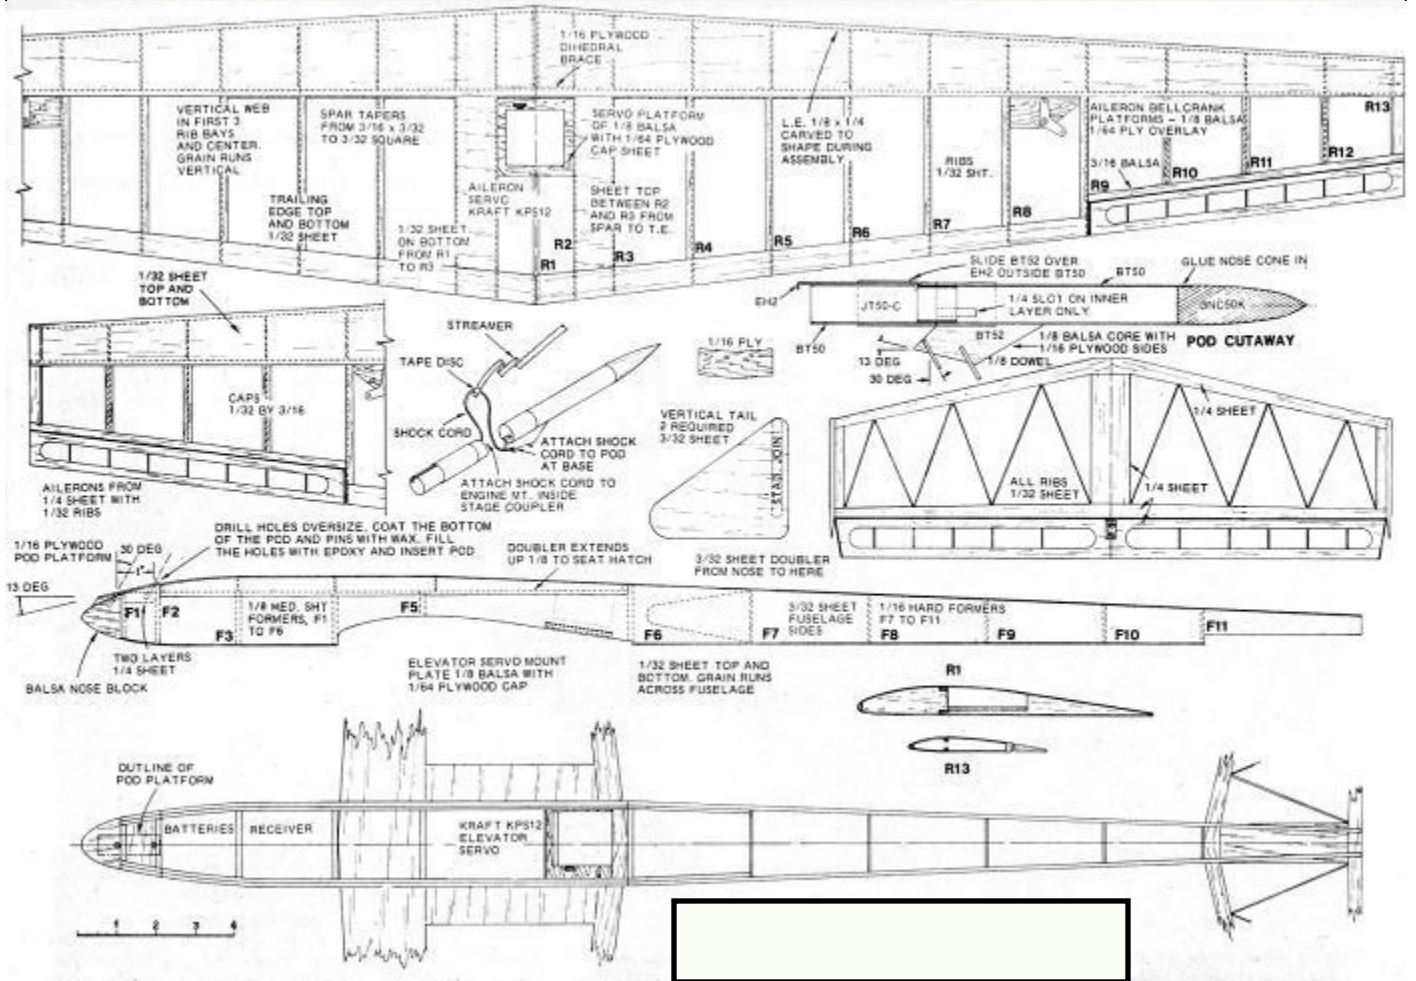 1/16 PLYWOOD
DIHEDRAL
BRACE
VERTICAL WEB
IN FIRST 3
RIB BAYS
AND CENTER.
GRAIN RUNS
VERTICAL
SPAR TAPERS
FROM 3/16 x 3/32
TO 3/32 SQUARE
SERVO PLATFORM
OF 1/8 BALSA
WITH 1/64 PLYWOOD
CAP SHEET
L.E. 1/8 x 1/4
CARVED TO
SHAPE DURING
ASSEMBLY
AILERON BELLCRANK
PLATFORMS - 1/8 BALSA
1/64 PLY OVERLAY
R13
RIBS
1/32 SHT.
3/16 BALSA
R12
R11
R10
R9
R8
R7
R6
R5
R4
R3
R2
R1
TRAILING
EDGE TOP
AND BOTTOM
1/32 SHEET
AILERON
SERVO
KRAFT KPS12
SHEET TOP
BETWEEN R2
AND R3 FROM
SPAR TO T.E.
1/32 SHEET
ON BOTTOM
FROM R1
TO R3
1/32 SHEET
TOP AND
BOTTOM
CAPS
1/32 BY 3/16
AILERONS FROM
1/4 SHEET WITH
1/32 RIBS
STREAMER
TAPE DISC
SHOCK CORD
ATTACH SHOCK
CORD TO POD
AT BASE
ATTACH SHOCK CORD TO
ENGINE MT. INSIDE
STAGE COUPLER
SLIDE BT52 OVER
EH2 OUTSIDE BT50
BT50
GLUE NOSE CONE IN
EH2
JT50-C
1/4 SLOT ON INNER
LAYER ONLY
BNC50K
BT50
BT52
1/8 BALSA CORE WITH
1/16 PLYWOOD SIDES
POD CUTAWAY
13 DEG
1/8 DOWEL
30 DEG
1/16 PLY
VERTICAL TAIL
2 REQUIRED
3/32 SHEET
STAB JOIN
1/4 SHEET
ALL RIBS
1/32 SHEET
1/4 SHEET
DRILL HOLES OVERSIZE. COAT THE BOTTOM
OF THE POD AND PINS WITH WAX. FILL
THE HOLES WITH EPOXY AND INSERT POD
1/16 PLYWOOD
POD PLATFORM
30 DEG
1"
13 DEG
DOUBLER EXTENDS
UP 1/8 TO SEAT HATCH
3/32 SHEET DOUBLER
FROM NOSE TO HERE
F1
F2
1/8 MED. SHT
FORMERS, F1
TO F6
F3
F5
F6
F7
3/32 SHEET
FUSELAGE
SIDES
1/16 HARD FORMERS
F7 TO F11
F8
F9
F10
F11
TWO LAYERS
1/4 SHEET
BALSA NOSE BLOCK
ELEVATOR SERVO MOUNT
PLATE 1/8 BALSA WITH
1/64 PLYWOOD CAP
1/32 SHEET TOP AND
BOTTOM. GRAIN RUNS
ACROSS FUSELAGE
R1
R13
OUTLINE OF
POD PLATFORM
BATTERIES
RECEIVER
KRAFT KPS12
ELEVATOR
SERVO
1 2 3 4